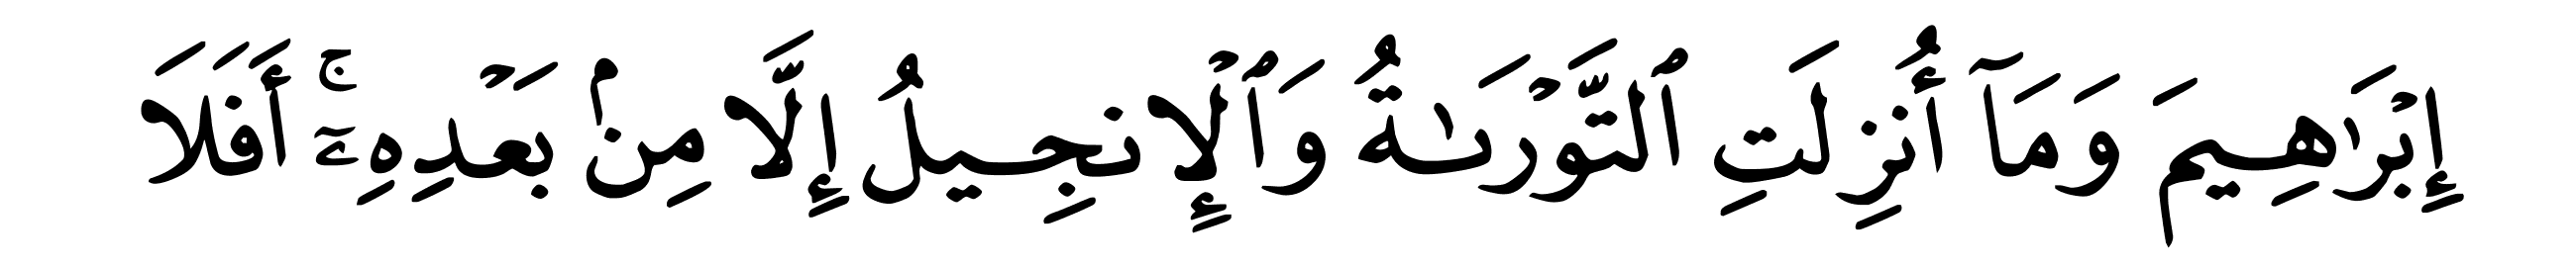 إِبْرَٰهِيمَ وَمَآ أُنزِلَتِ ٱلتَّوْرَىٰةُ وَٱلْإِنجِيلُ إِلَّا مِنۢ بَعْدِهِۦٓ ۚ أَفَلَا